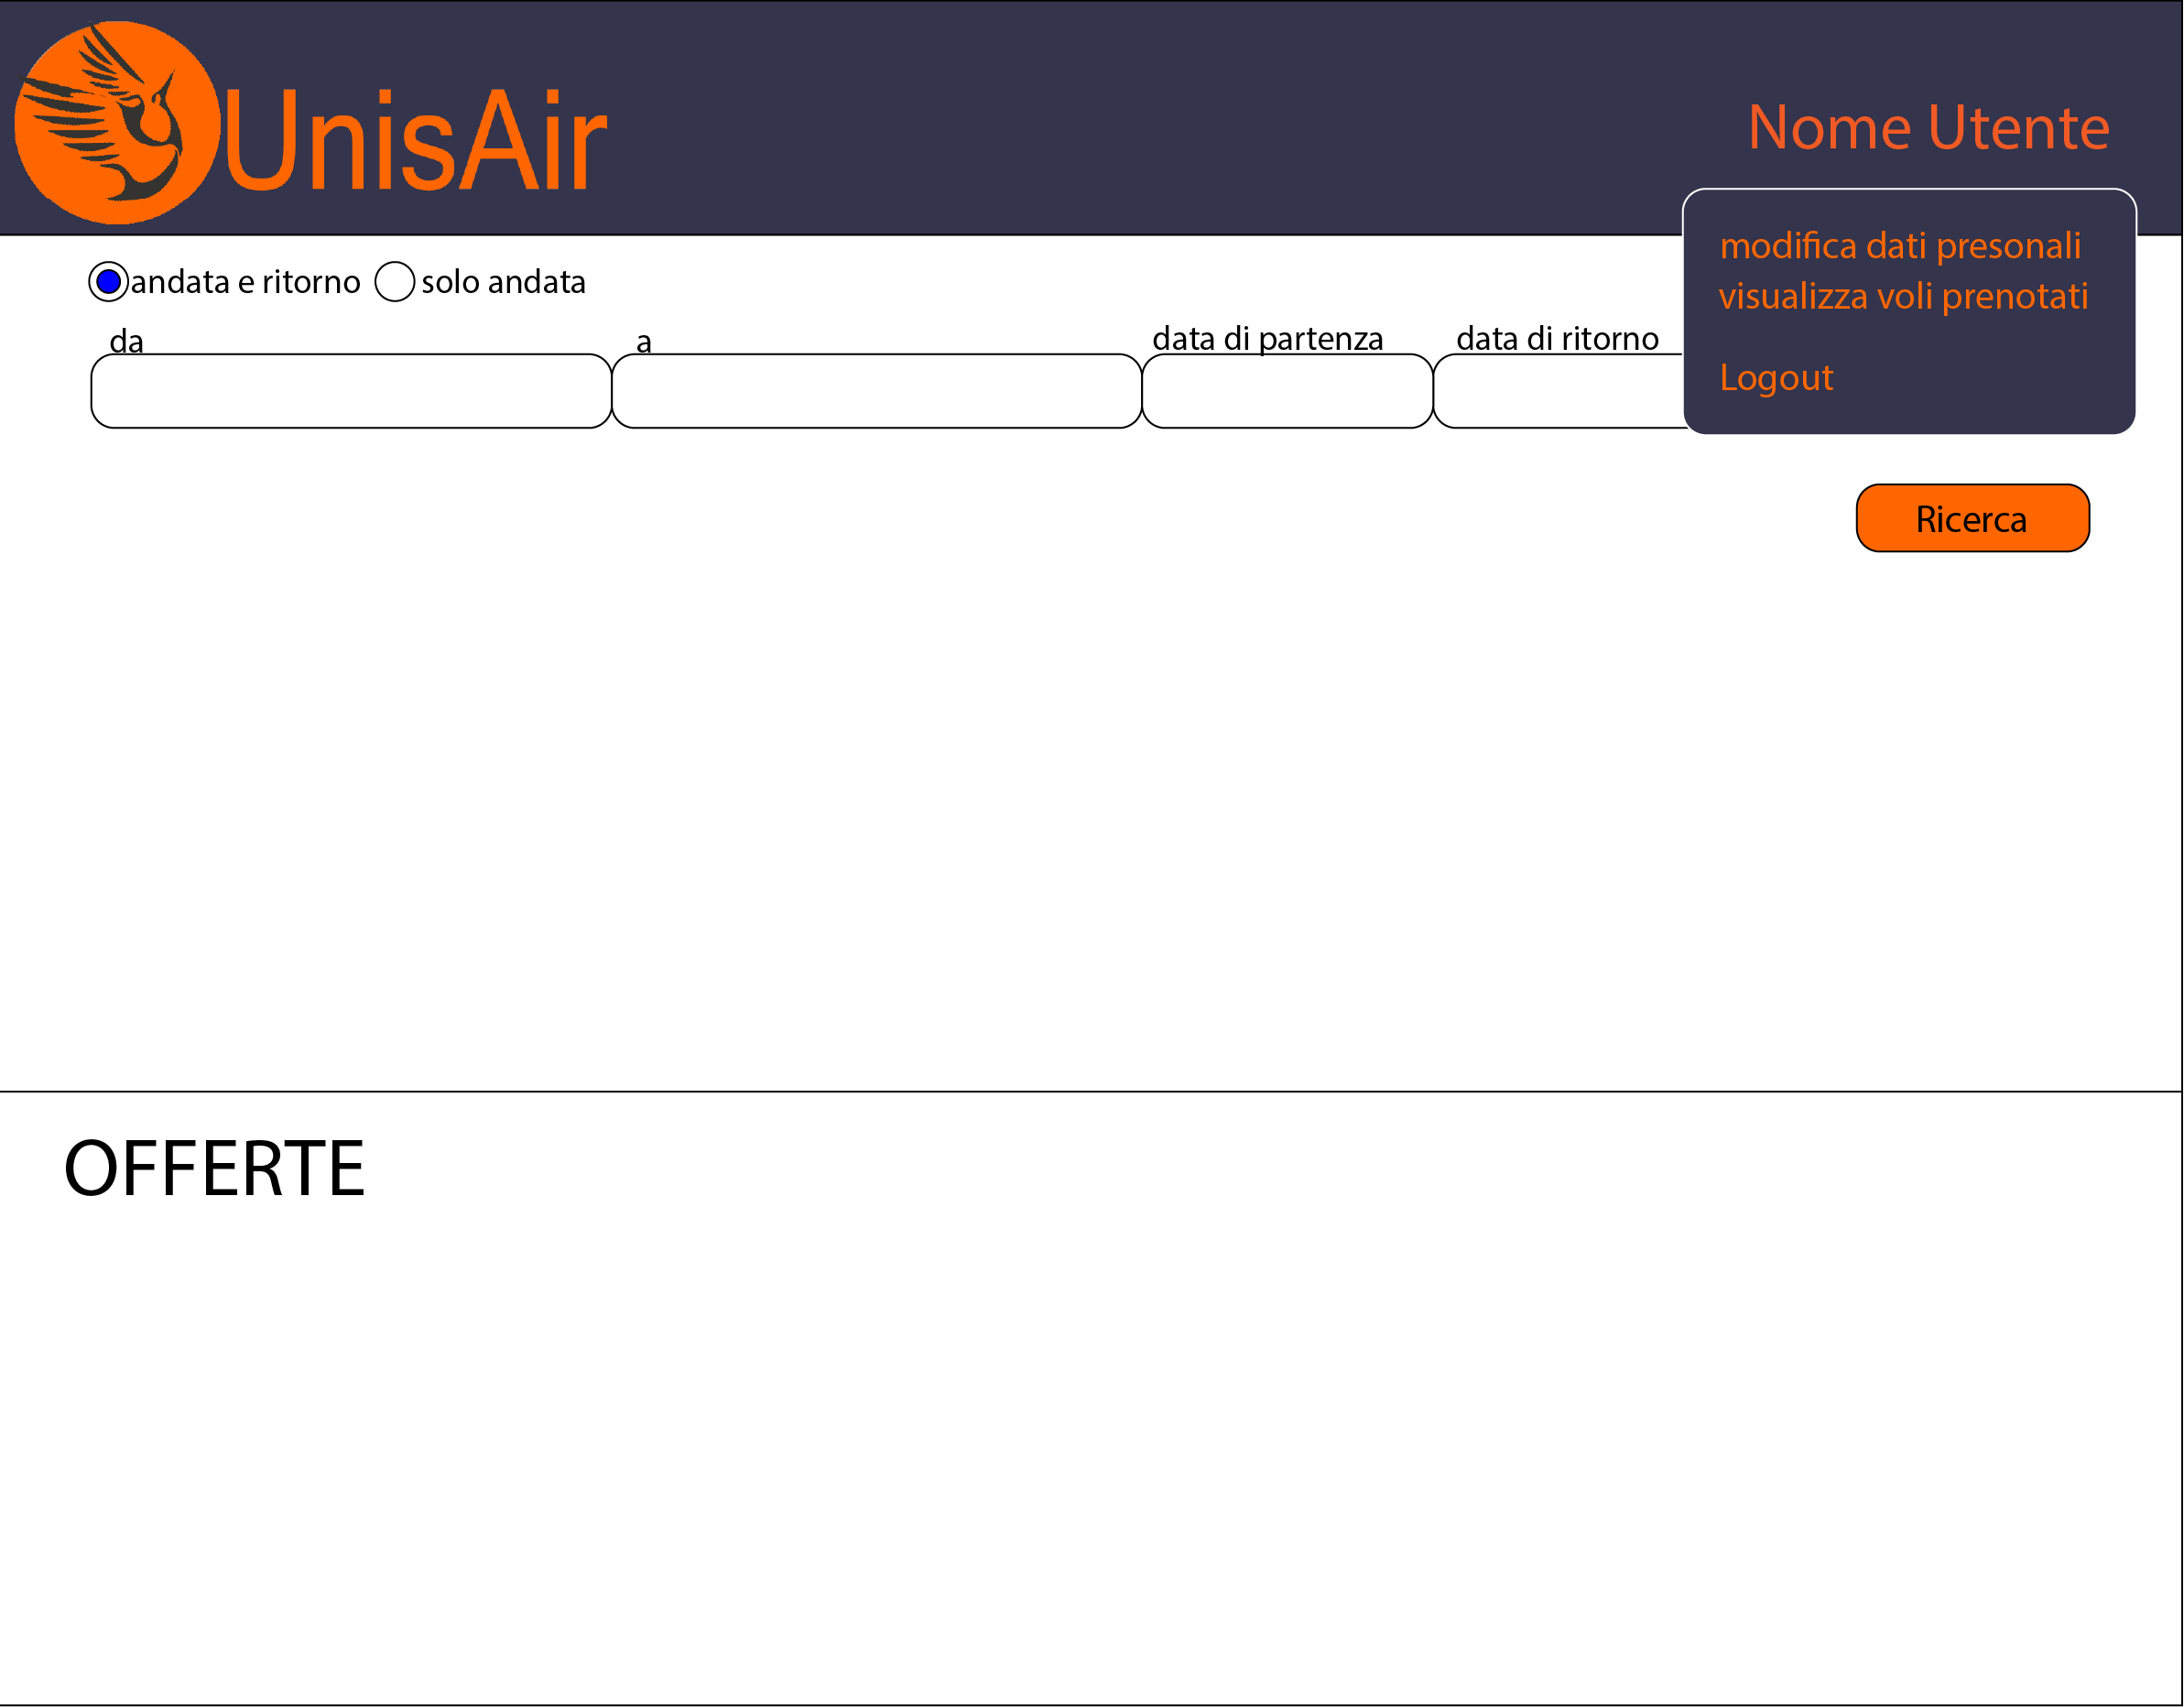 UnisAir
Nome Utente
modifica dati presonali
visualizza voli prenotati
Logout
andata e ritorno solo andata
da a data di partenza data di ritorno
Ricerca
OFFERTE